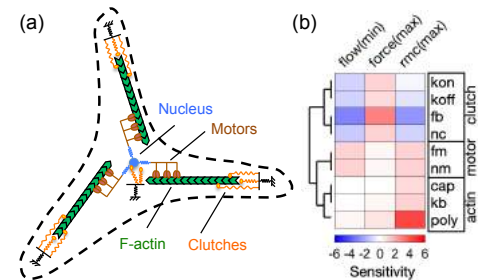 (a)
Nucleus
Motors
F-actin
Clutches
(b)
flow(min)
force(max)
rmc(max)
kon
koff
fb
nc
fm
nm
cap
kb
poly
clutch
motor
actin
-6 -4 -2 0 2 4 6
Sensitivity